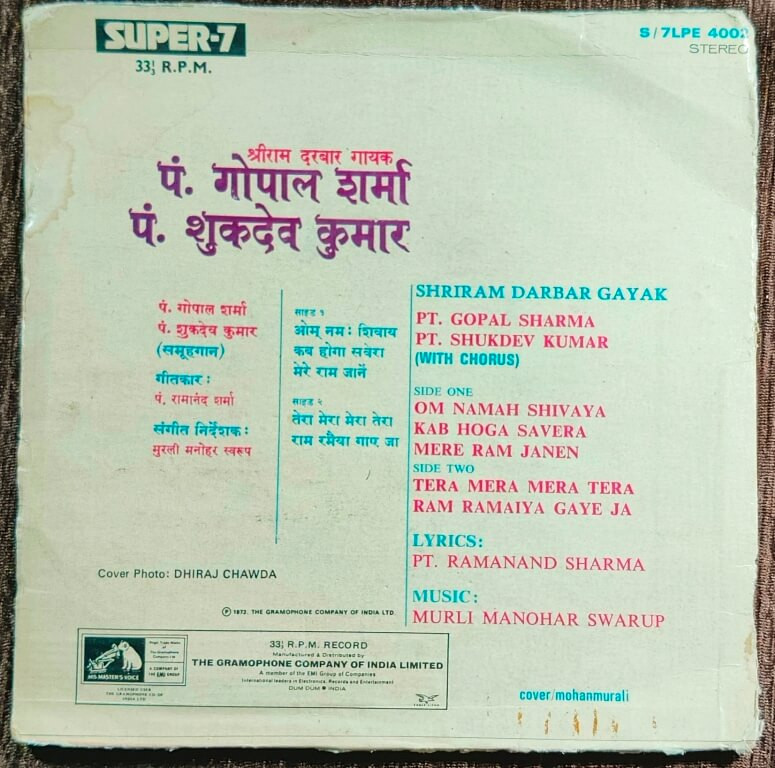 SUPER-7
33⅓ R.P.M.
S/7LPE 4002
STEREO
श्रीराम दरबार गायक
पं. गोपाल शर्मा
पं. शुकदेव कुमार
पं. गोपाल शर्मा
पं. शुकदेव कुमार
(समूहगान)
गीतकार:
पं. रामानंद शर्मा
संगीत निर्देशक:
मुरली मनोहर स्वरूप
साइड १
ओम् नमः शिवाय
कब होगा सवेरा
मेरे राम जानें
साइड २
तेरा मेरा मेरा तेरा
राम रमैया गाए जा
SHRIRAM DARBAR GAYAK
PT. GOPAL SHARMA
PT. SHUKDEV KUMAR
(WITH CHORUS)
SIDE ONE
OM NAMAH SHIVAYA
KAB HOGA SAVERA
MERE RAM JANEN
SIDE TWO
TERA MERA MERA TERA
RAM RAMAIYA GAYE JA
LYRICS:
PT. RAMANAND SHARMA
MUSIC:
MURLI MANOHAR SWARUP
Cover Photo: DHIRAJ CHAWDA
Ⓟ 1972. THE GRAMOPHONE COMPANY OF INDIA LTD.
HIS MASTER'S VOICE
A COMPANY OF
THE EMI GROUP
33⅓ R.P.M. RECORD
Manufactured & Distributed by
THE GRAMOPHONE COMPANY OF INDIA LIMITED
A member of the EMI Group of Companies
International leaders in Electronics, Records and Entertainment
DUM DUM • INDIA
cover/mohanmurali